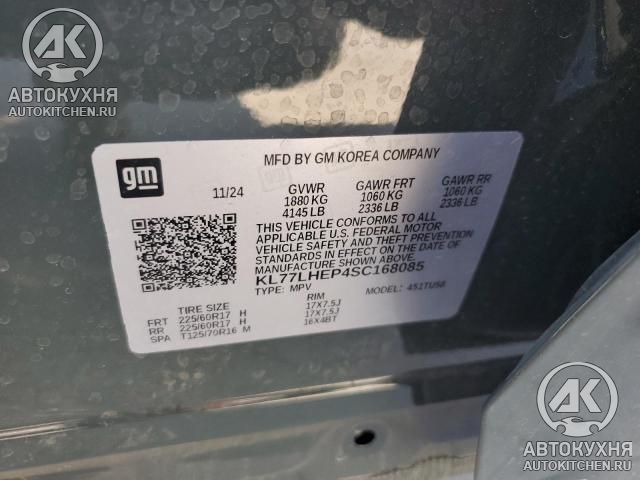 АК
АВТОКУХНЯ
AUTOKITCHEN.RU
gm
MFD BY GM KOREA COMPANY
11/24
GVWR GAWR FRT GAWR RR
1880 KG 1060 KG 1060 KG
4145 LB 2336 LB 2336 LB
THIS VEHICLE CONFORMS TO ALL
APPLICABLE U.S. FEDERAL MOTOR
VEHICLE SAFETY AND THEFT PREVENTION
STANDARDS IN EFFECT ON THE DATE OF
MANUFACTURE SHOWN ABOVE.
KL77LHEP4SC168085
TYPE: MPV MODEL: 451TU58
TIRE SIZE RIM
FRT 225/60R17 H 17X7.5J
RR 225/60R17 H 17X7.5J
SPA T125/70R16 M 16X4BT
АК
АВТОКУХНЯ
AUTOKITCHEN.RU